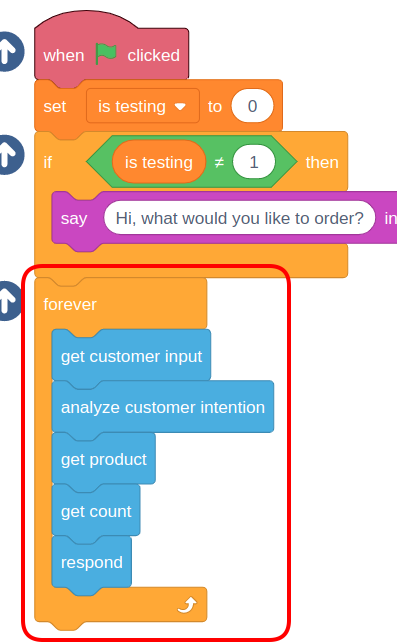 when clicked
set is testing to 0
if is testing ≠ 1 then
say Hi, what would you like to order? in
forever
get customer input
analyze customer intention
get product
get count
respond